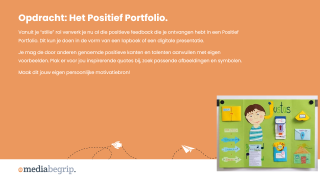 Opdracht: Het Positief Portfolio.
Vanuit je "stille" rol verwerk je nu al die positieve feedback die je ontvangen hebt in een Positief
Portfolio. Dit kun je doen in de vorm van een lapboek of een digitale presentatie.
Je mag de door anderen genoemde positieve kanten en talenten aanvullen met eigen
voorbeelden. Plak er voor jou inspirerende quotes bij, zoek passende afbeeldingen en symbolen.
Maak dit jouw eigen persoonlijke motivatiebron!
mediabegrip.